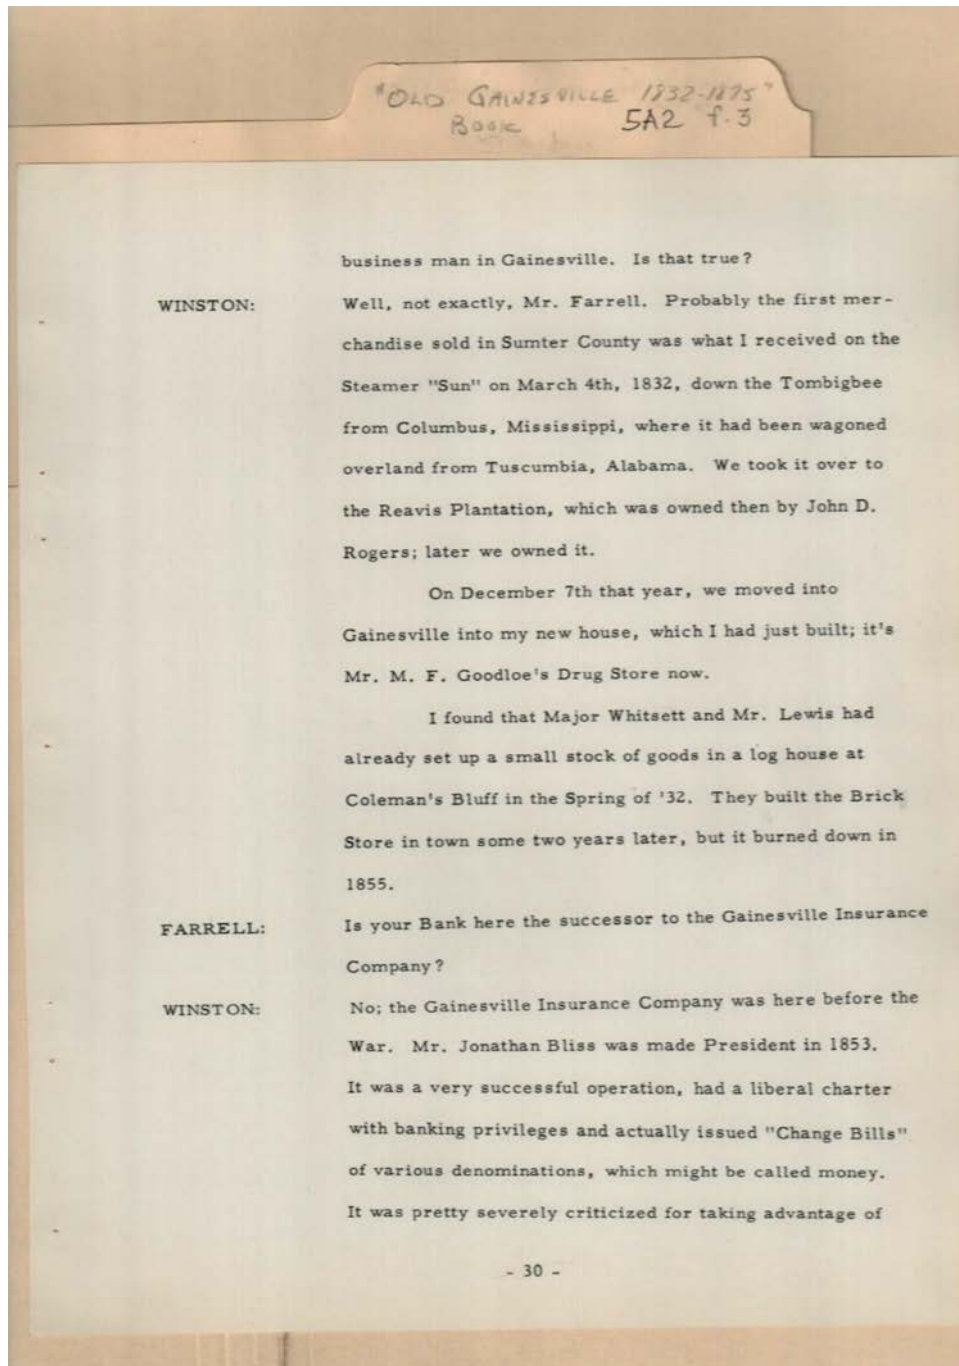 "OLD GAINESVILLE 1832-1875"
BOOK 5A2 f.3
business man in Gainesville. Is that true?
WINSTON: Well, not exactly, Mr. Farrell. Probably the first mer-
chandise sold in Sumter County was what I received on the
Steamer "Sun" on March 4th, 1832, down the Tombigbee
from Columbus, Mississippi, where it had been wagoned
overland from Tuscumbia, Alabama. We took it over to
the Reavis Plantation, which was owned then by John D.
Rogers; later we owned it.
On December 7th that year, we moved into
Gainesville into my new house, which I had just built; it's
Mr. M. F. Goodloe's Drug Store now.
I found that Major Whitsett and Mr. Lewis had
already set up a small stock of goods in a log house at
Coleman's Bluff in the Spring of '32. They built the Brick
Store in town some two years later, but it burned down in
1855.
FARRELL: Is your Bank here the successor to the Gainesville Insurance
Company?
WINSTON: No; the Gainesville Insurance Company was here before the
War. Mr. Jonathan Bliss was made President in 1853.
It was a very successful operation, had a liberal charter
with banking privileges and actually issued "Change Bills"
of various denominations, which might be called money.
It was pretty severely criticized for taking advantage of
- 30 -